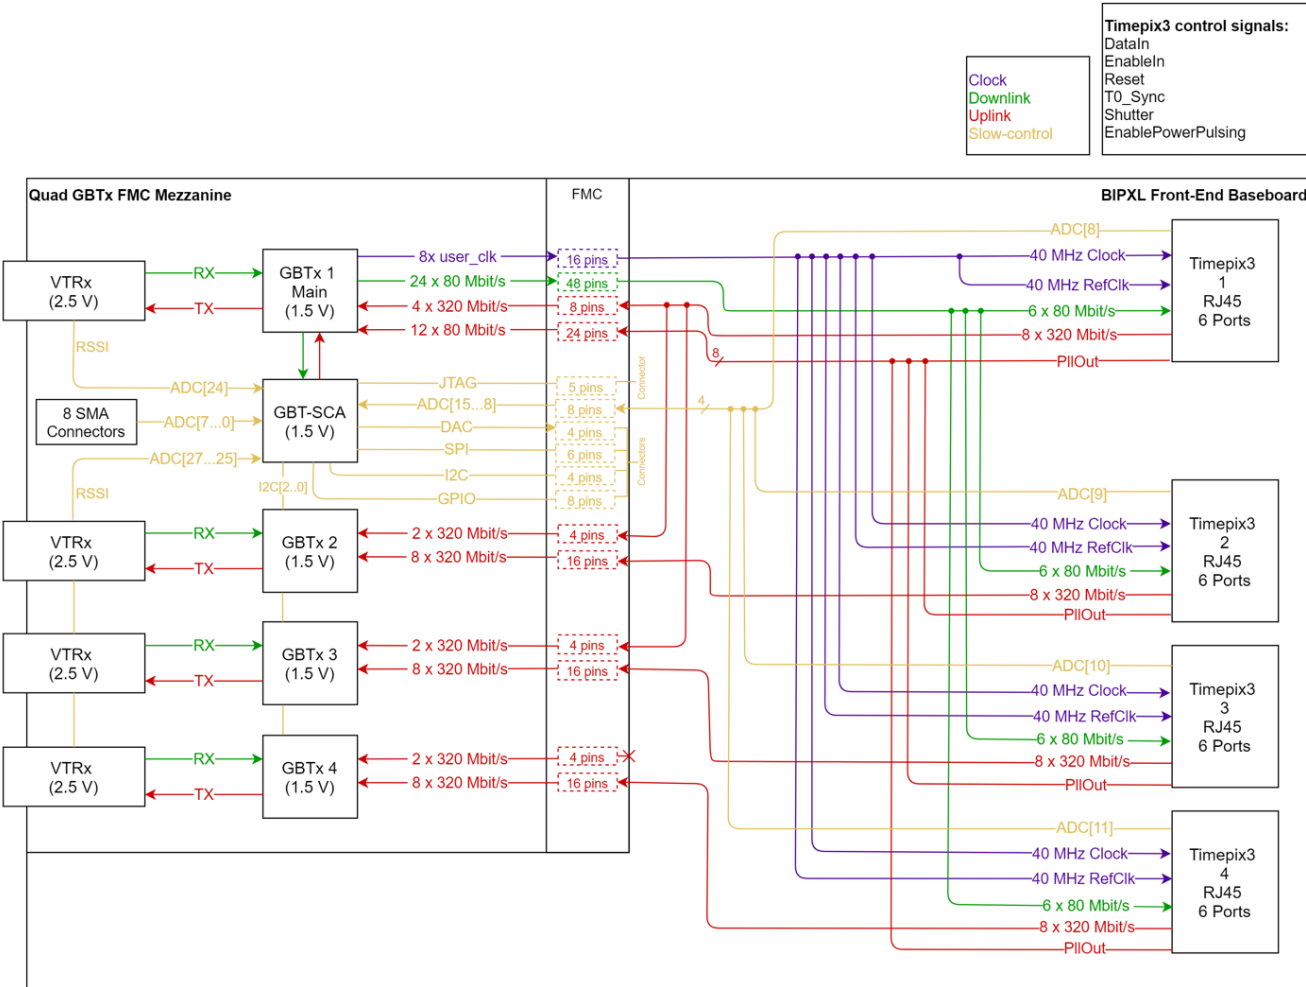 Timepix3 control signals:
DataIn
EnableIn
Reset
T0_Sync
Shutter
EnablePowerPulsing
Clock
Downlink
Uplink
Slow-control
Quad GBTx FMC Mezzanine
FMC
BIPXL Front-End Baseboard
VTRx
(2.5 V)
RX
TX
GBTx 1
Main
(1.5 V)
8x user_clk
24 x 80 Mbit/s
4 x 320 Mbit/s
12 x 80 Mbit/s
16 pins
48 pins
8 pins
24 pins
RSSI
ADC[24]
8 SMA
Connectors
ADC[7...0]
ADC[27...25]
RSSI
GBT-SCA
(1.5 V)
JTAG
ADC[15...8]
DAC
SPI
I2C
GPIO
I2C[2..0]
5 pins
8 pins
4 pins
6 pins
4 pins
8 pins
Connector
Connectors
8
4
VTRx
(2.5 V)
RX
TX
GBTx 2
(1.5 V)
2 x 320 Mbit/s
8 x 320 Mbit/s
4 pins
16 pins
VTRx
(2.5 V)
RX
TX
GBTx 3
(1.5 V)
2 x 320 Mbit/s
8 x 320 Mbit/s
4 pins
16 pins
VTRx
(2.5 V)
RX
TX
GBTx 4
(1.5 V)
2 x 320 Mbit/s
8 x 320 Mbit/s
4 pins
16 pins
ADC[8]
40 MHz Clock
40 MHz RefClk
6 x 80 Mbit/s
8 x 320 Mbit/s
PllOut
Timepix3
1
RJ45
6 Ports
ADC[9]
40 MHz Clock
40 MHz RefClk
6 x 80 Mbit/s
8 x 320 Mbit/s
PllOut
Timepix3
2
RJ45
6 Ports
ADC[10]
40 MHz Clock
40 MHz RefClk
6 x 80 Mbit/s
8 x 320 Mbit/s
PllOut
Timepix3
3
RJ45
6 Ports
ADC[11]
40 MHz Clock
40 MHz RefClk
6 x 80 Mbit/s
8 x 320 Mbit/s
PllOut
Timepix3
4
RJ45
6 Ports